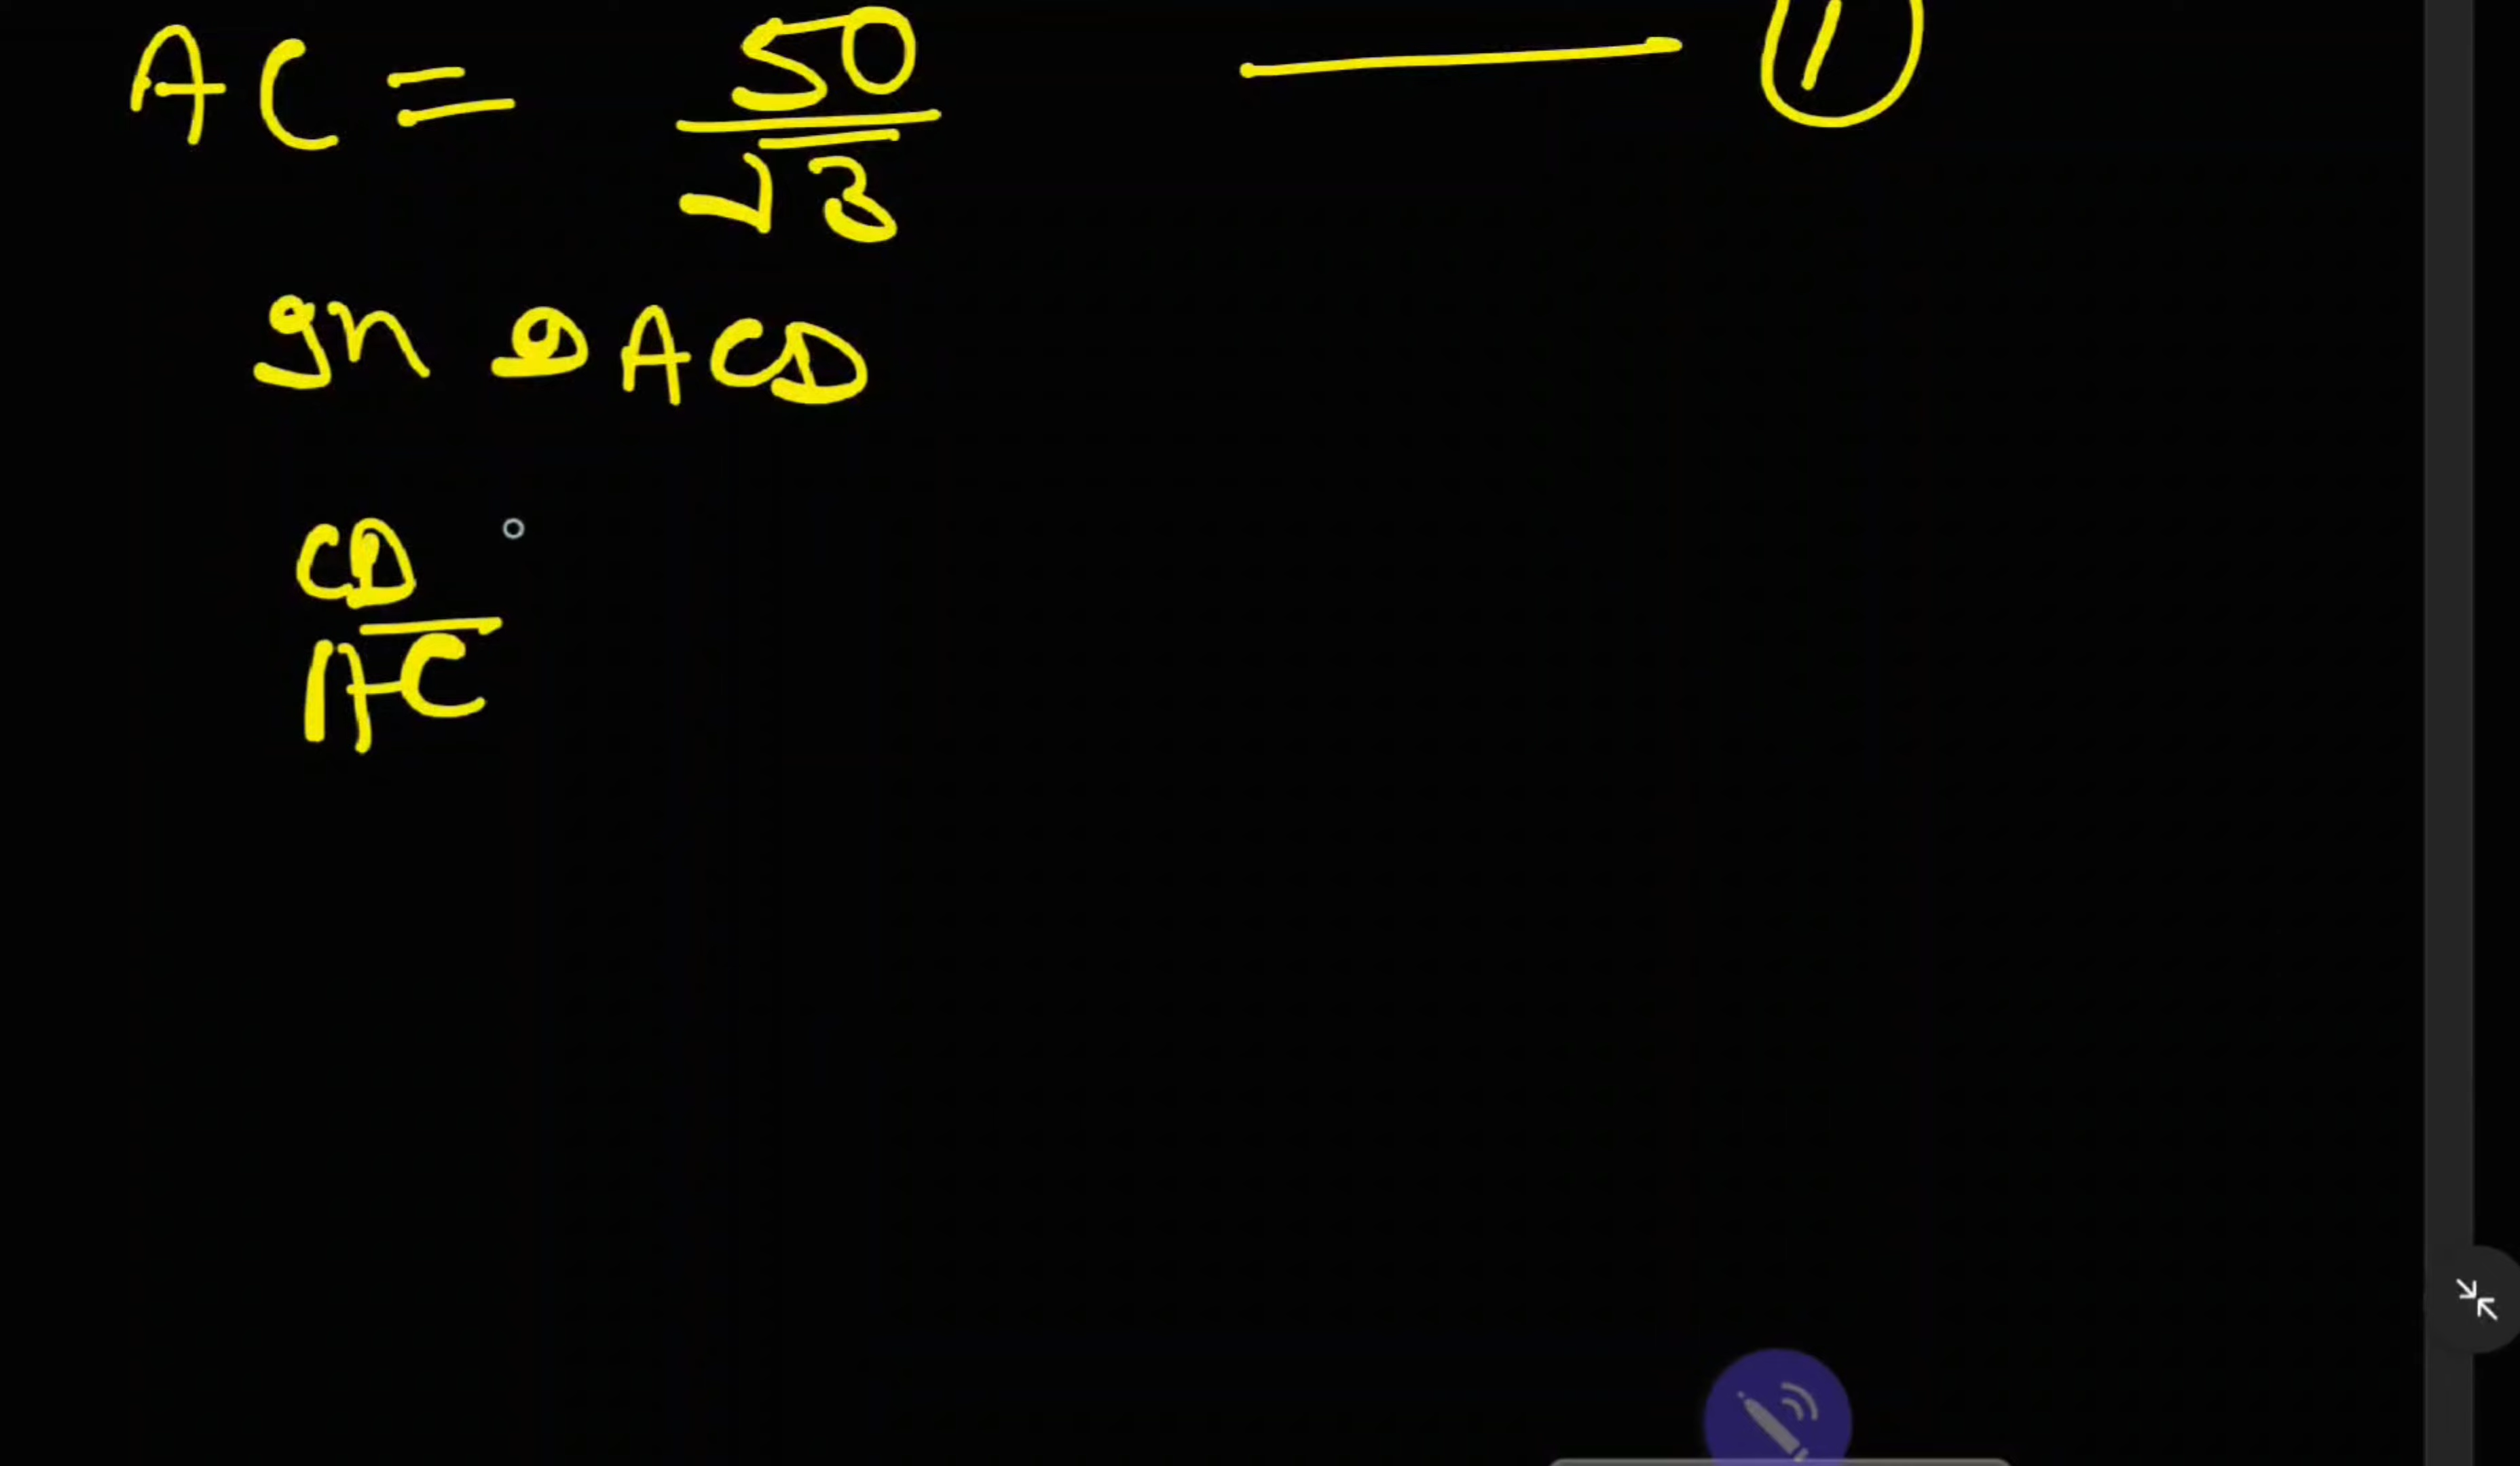 AC = 50/√3 ——— ①
In △ACD
CD/AC